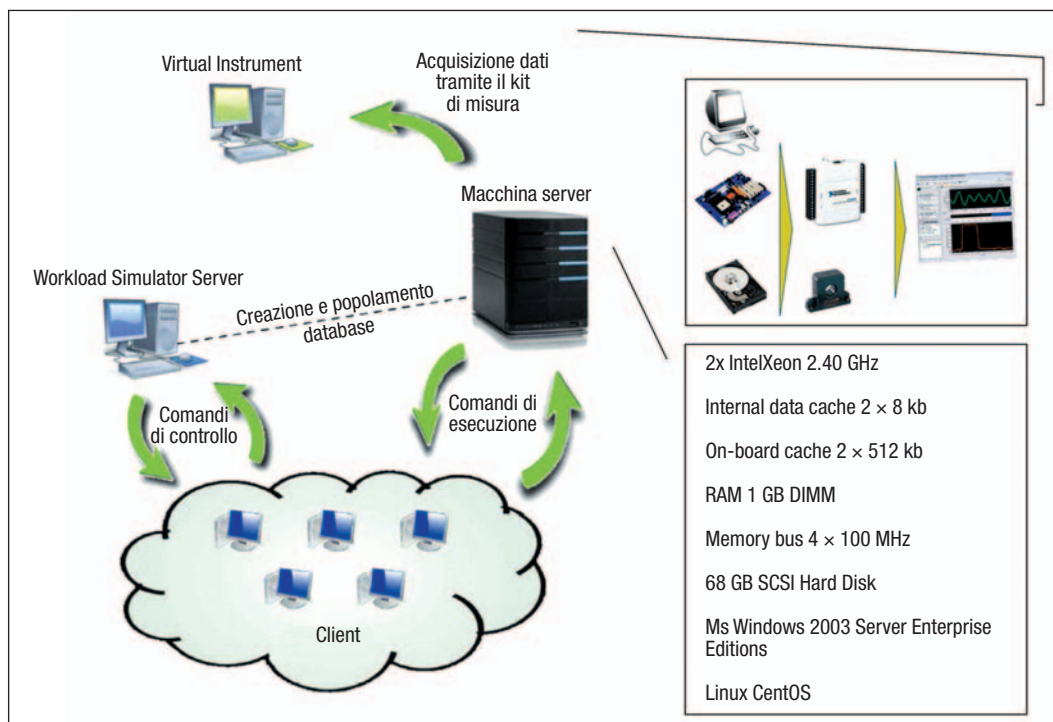 Virtual Instrument
Acquisizione dati
tramite il kit
di misura
Macchina server
Workload Simulator Server
Creazione e popolamento
database
Comandi
di controllo
Comandi di
esecuzione
Client
2x IntelXeon 2.40 GHz
Internal data cache 2 × 8 kb
On-board cache 2 × 512 kb
RAM 1 GB DIMM
Memory bus 4 × 100 MHz
68 GB SCSI Hard Disk
Ms Windows 2003 Server Enterprise
Editions
Linux CentOS